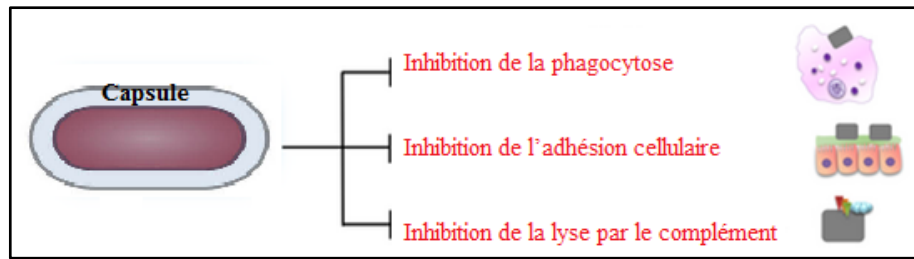 Capsule
Inhibition de la phagocytose
Inhibition de l'adhésion cellulaire
Inhibition de la lyse par le complément